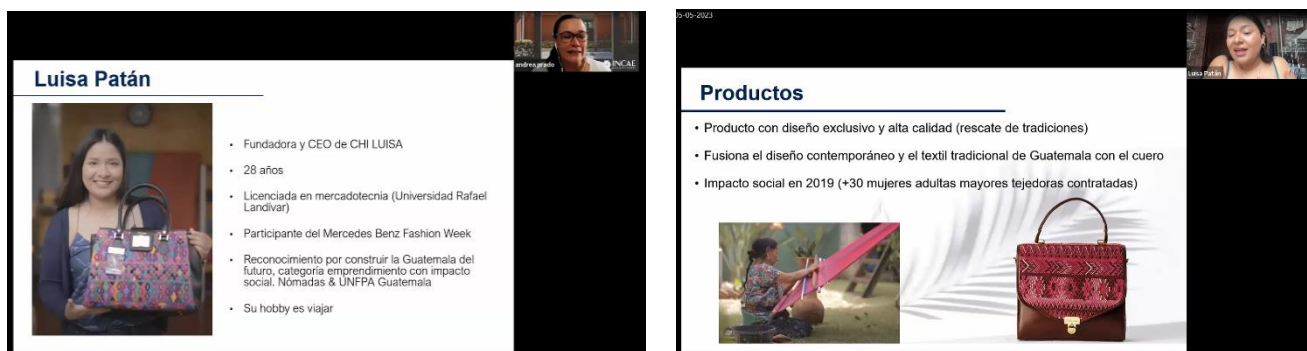 andrea prado
INCAE
Luisa Patán
• Fundadora y CEO de CHI LUISA
• 28 años
• Licenciada en mercadotecnia (Universidad Rafael
Landívar)
• Participante del Mercedes Benz Fashion Week
• Reconocimiento por construir la Guatemala del
futuro, categoría emprendimiento con impacto
social. Nómadas & UNFPA Guatemala
• Su hobby es viajar
05-05-2023
Luisa Patán
Productos
• Producto con diseño exclusivo y alta calidad (rescate de tradiciones)
• Fusiona el diseño contemporáneo y el textil tradicional de Guatemala con el cuero
• Impacto social en 2019 (+30 mujeres adultas mayores tejedoras contratadas)